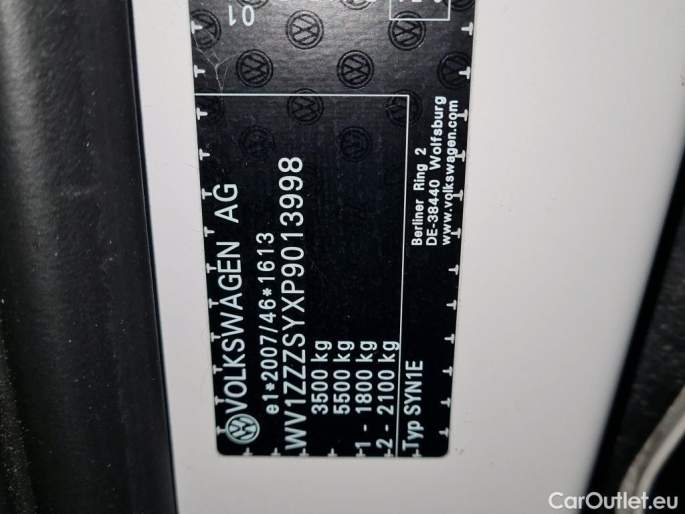 VOLKSWAGEN AG
e1*2007/46*1613
WV1ZZZSYXP9013998
3500 kg
5500 kg
1 - 1800 kg
2 - 2100 kg
Typ SYN1E
Berliner Ring 2
DE-38440 Wolfsburg
www.volkswagen.com
01
CarOutlet.eu